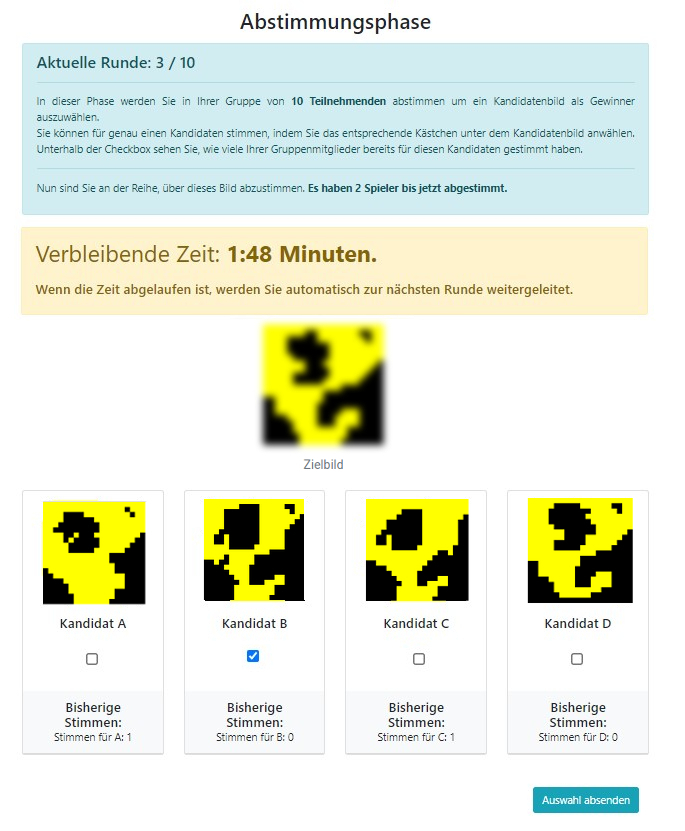 Abstimmungsphase
Aktuelle Runde: 3 / 10
In dieser Phase werden Sie in Ihrer Gruppe von 10 Teilnehmenden abstimmen um ein Kandidatenbild als Gewinner
auszuwählen.
Sie können für genau einen Kandidaten stimmen, indem Sie das entsprechende Kästchen unter dem Kandidatenbild anwählen.
Unterhalb der Checkbox sehen Sie, wie viele Ihrer Gruppenmitglieder bereits für diesen Kandidaten gestimmt haben.
Nun sind Sie an der Reihe, über dieses Bild abzustimmen. Es haben 2 Spieler bis jetzt abgestimmt.
Verbleibende Zeit: 1:48 Minuten.
Wenn die Zeit abgelaufen ist, werden Sie automatisch zur nächsten Runde weitergeleitet.
Zielbild
Kandidat A
Kandidat B
Kandidat C
Kandidat D
Bisherige
Stimmen:
Stimmen für A: 1
Bisherige
Stimmen:
Stimmen für B: 0
Bisherige
Stimmen:
Stimmen für C: 1
Bisherige
Stimmen:
Stimmen für D: 0
Auswahl absenden